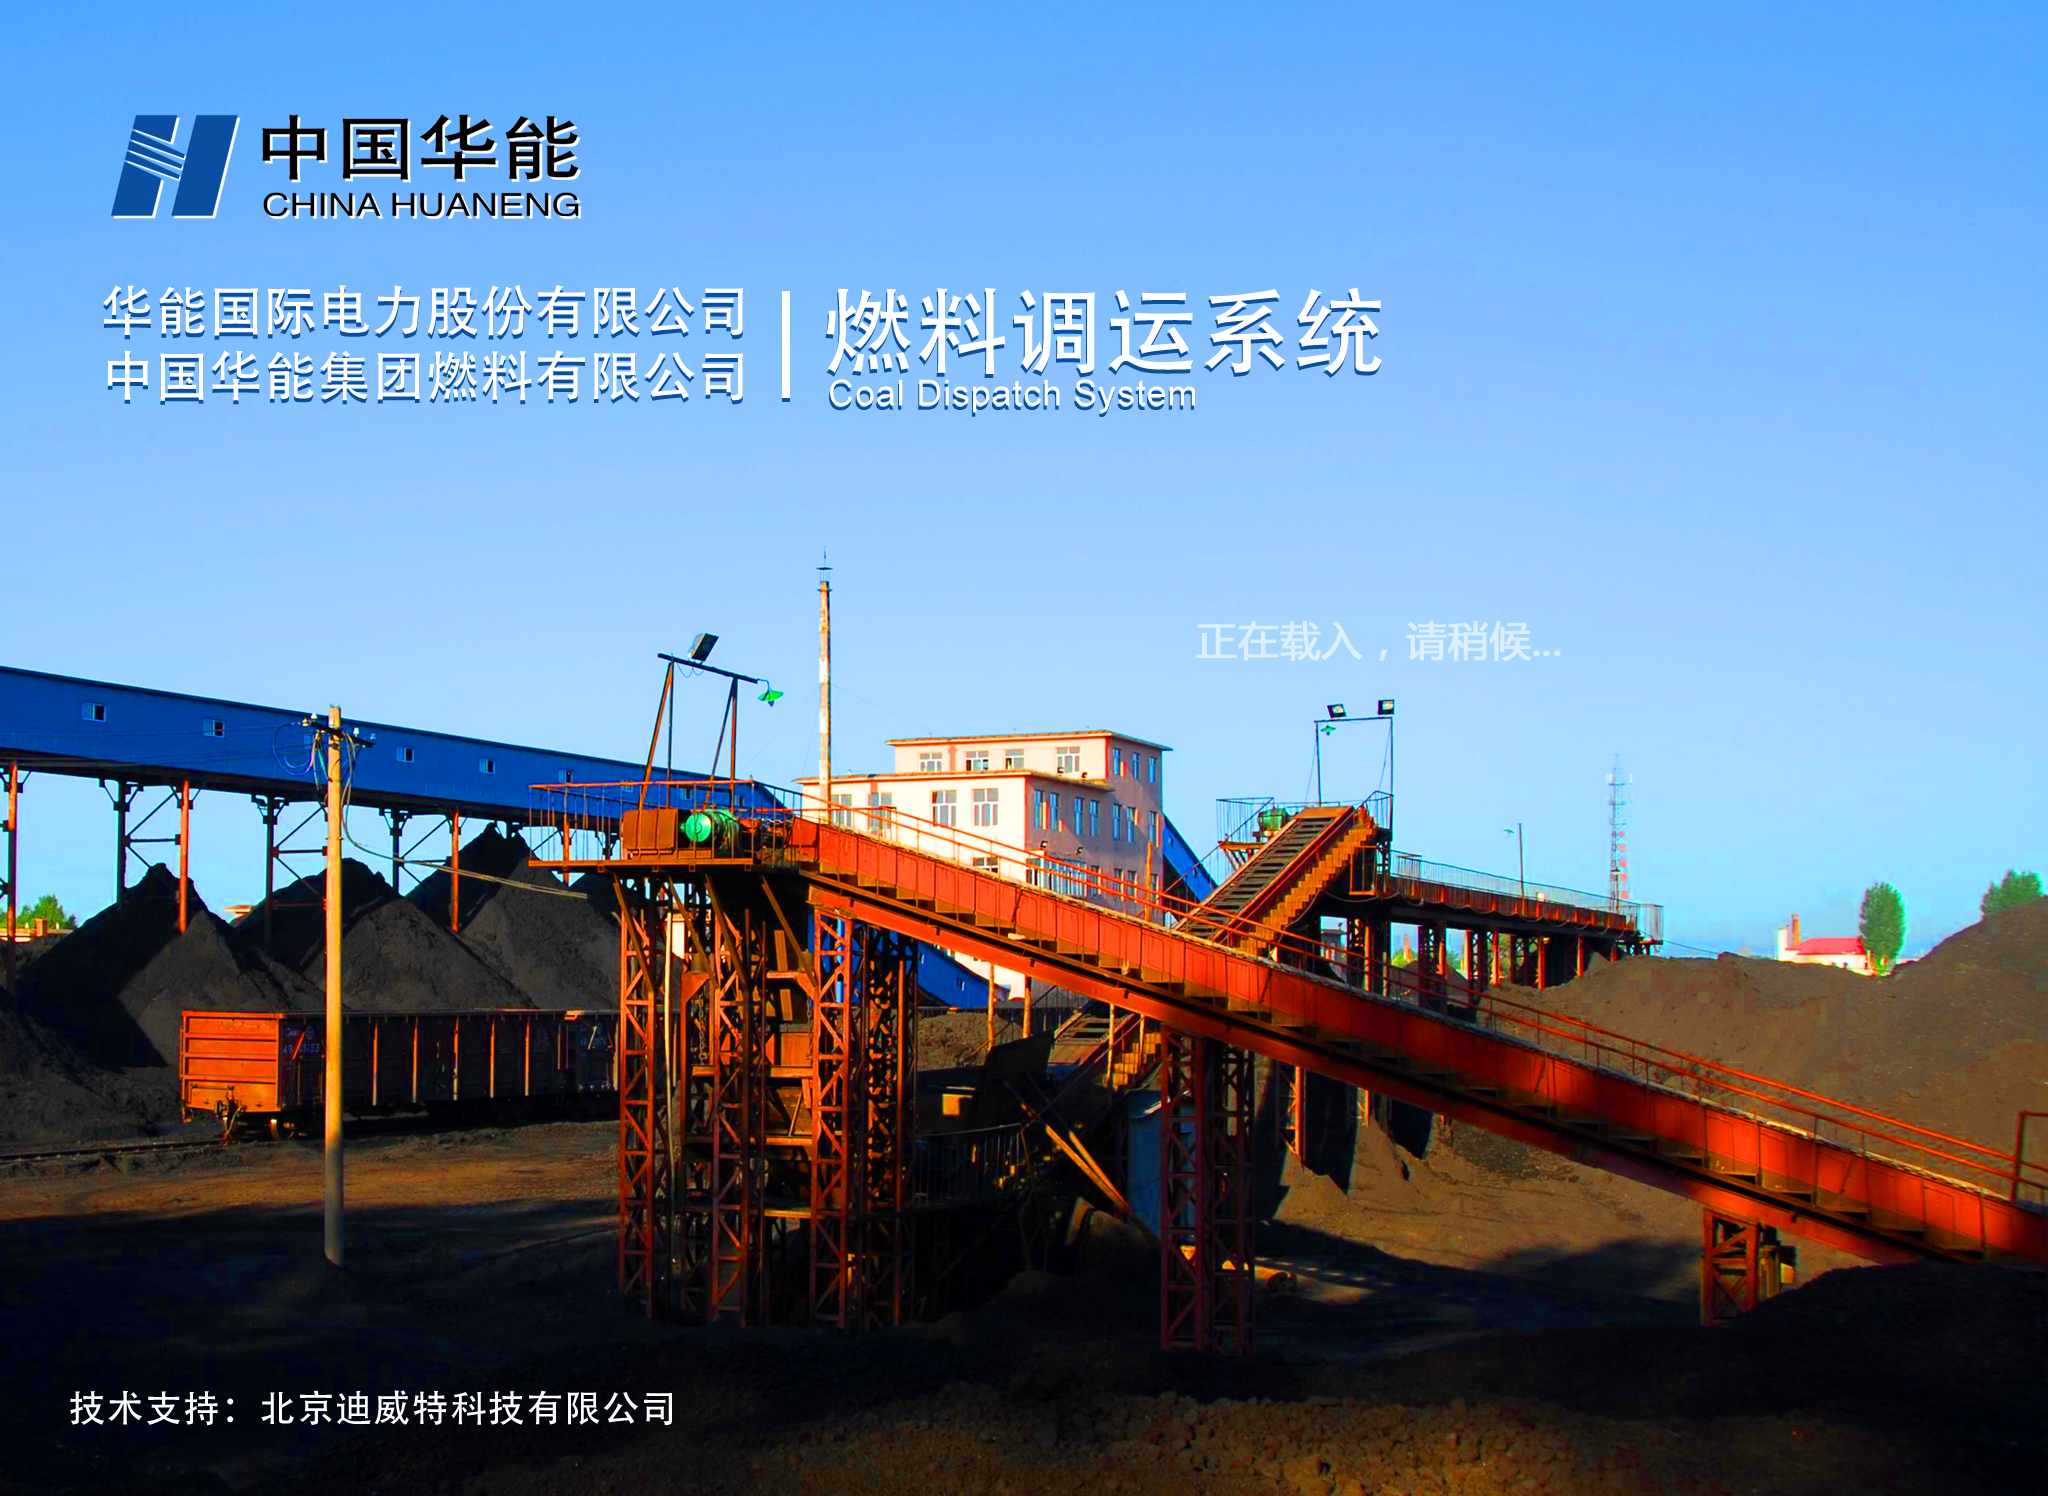 中国华能
CHINA HUANENG
华能国际电力股份有限公司
中国华能集团燃料有限公司
燃料调运系统
Coal Dispatch System
正在载入，请稍候...
技术支持：北京迪威特科技有限公司